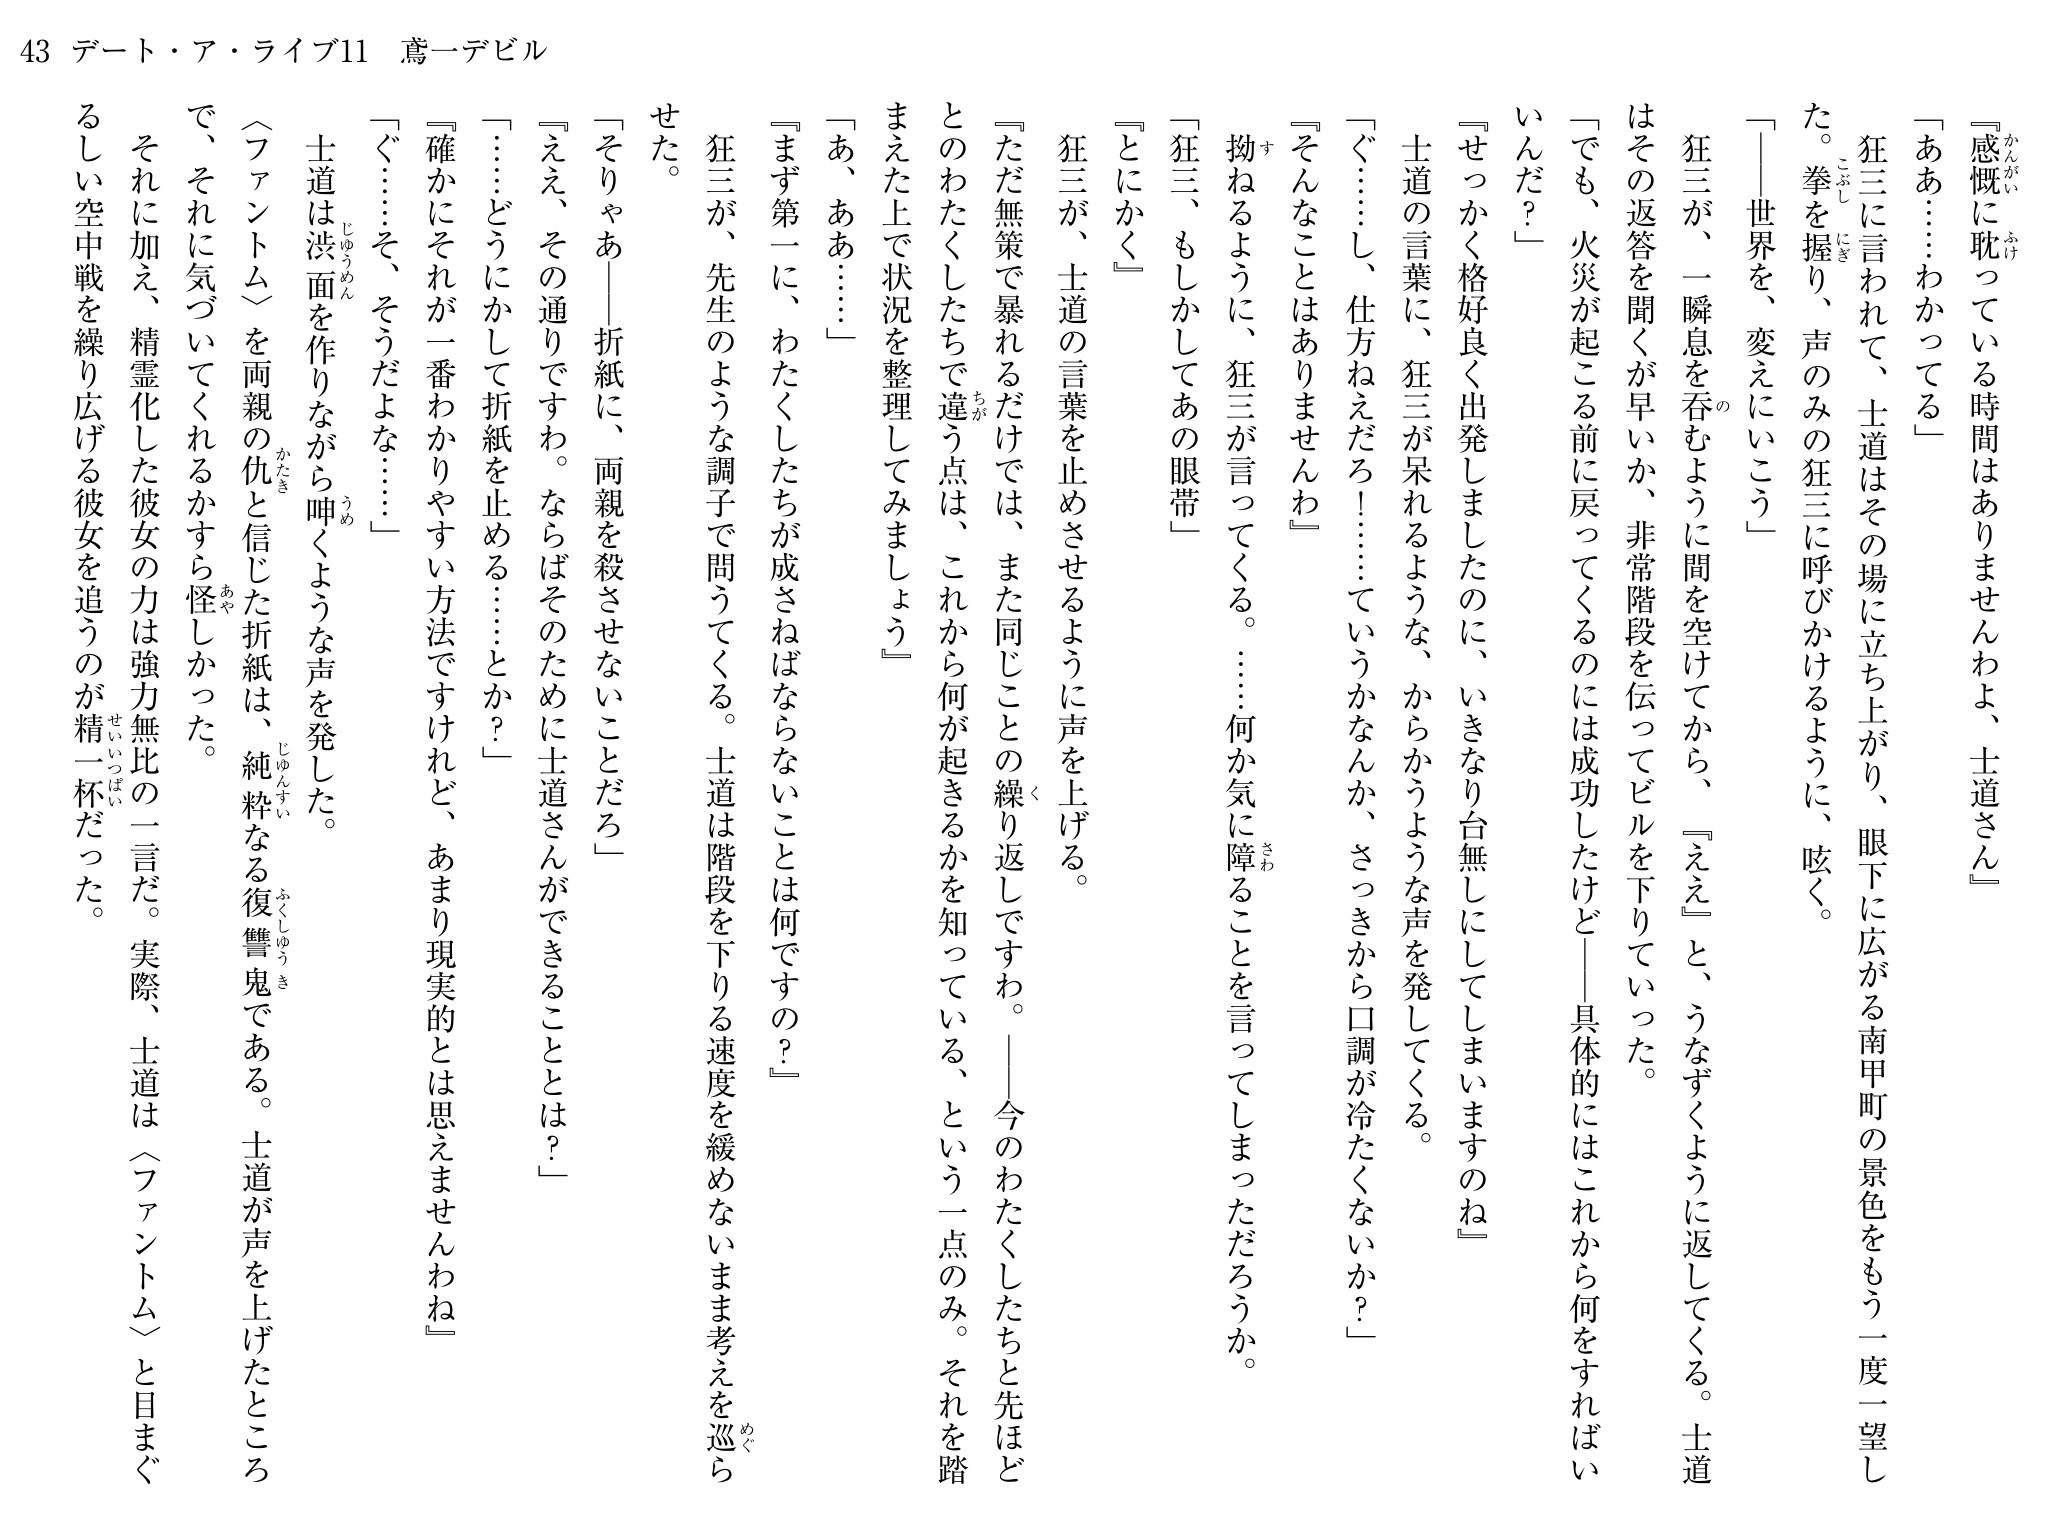 43 デート・ア・ライブ11 鳶一デビル
『感慨に耽っている時間はありませんわよ、士道さん』
「ああ……わかってる」
狂三に言われて、士道はその場に立ち上がり、眼下に広がる南甲町の景色をもう一度一望し
た。拳を握り、声のみの狂三に呼びかけるように、呟く。
「――世界を、変えにいこう」
狂三が、一瞬息を呑むように間を空けてから、『ええ』と、うなずくように返してくる。士道
はその返答を聞くが早いか、非常階段を伝ってビルを下りていった。
「でも、火災が起こる前に戻ってくるのには成功したけど――具体的にはこれから何をすればい
いんだ?」
『せっかく格好良く出発しましたのに、いきなり台無しにしてしまいますのね』
士道の言葉に、狂三が呆れるような、からかうような声を発してくる。
「ぐ……し、仕方ねえだろ!……ていうかなんか、さっきから口調が冷たくないか?」
『そんなことはありませんわ』
拗ねるように、狂三が言ってくる。……何か気に障ることを言ってしまっただろうか。
「狂三、もしかしてあの眼帯」
『とにかく』
狂三が、士道の言葉を止めさせるように声を上げる。
『ただ無策で暴れるだけでは、また同じことの繰り返しですわ。――今のわたくしたちと先ほど
とのわたくしたちで違う点は、これから何が起きるかを知っている、という一点のみ。それを踏
まえた上で状況を整理してみましょう』
「あ、ああ……」
『まず第一に、わたくしたちが成さねばならないことは何ですの?』
狂三が、先生のような調子で問うてくる。士道は階段を下りる速度を緩めないまま考えを巡ら
せた。
「そりゃあ――折紙に、両親を殺させないことだろ」
『ええ、その通りですわ。ならばそのために士道さんができることとは?」
「……どうにかして折紙を止める……とか?」
『確かにそれが一番わかりやすい方法ですけれど、あまり現実的とは思えませんわね』
「ぐ……そ、そうだよな……」
士道は渋面を作りながら呻くような声を発した。
〈ファントム〉を両親の仇と信じた折紙は、純粋なる復讐鬼である。士道が声を上げたところ
で、それに気づいてくれるかすら怪しかった。
それに加え、精霊化した彼女の力は強力無比の一言だ。実際、士道は〈ファントム〉と目まぐ
るしい空中戦を繰り広げる彼女を追うのが精一杯だった。